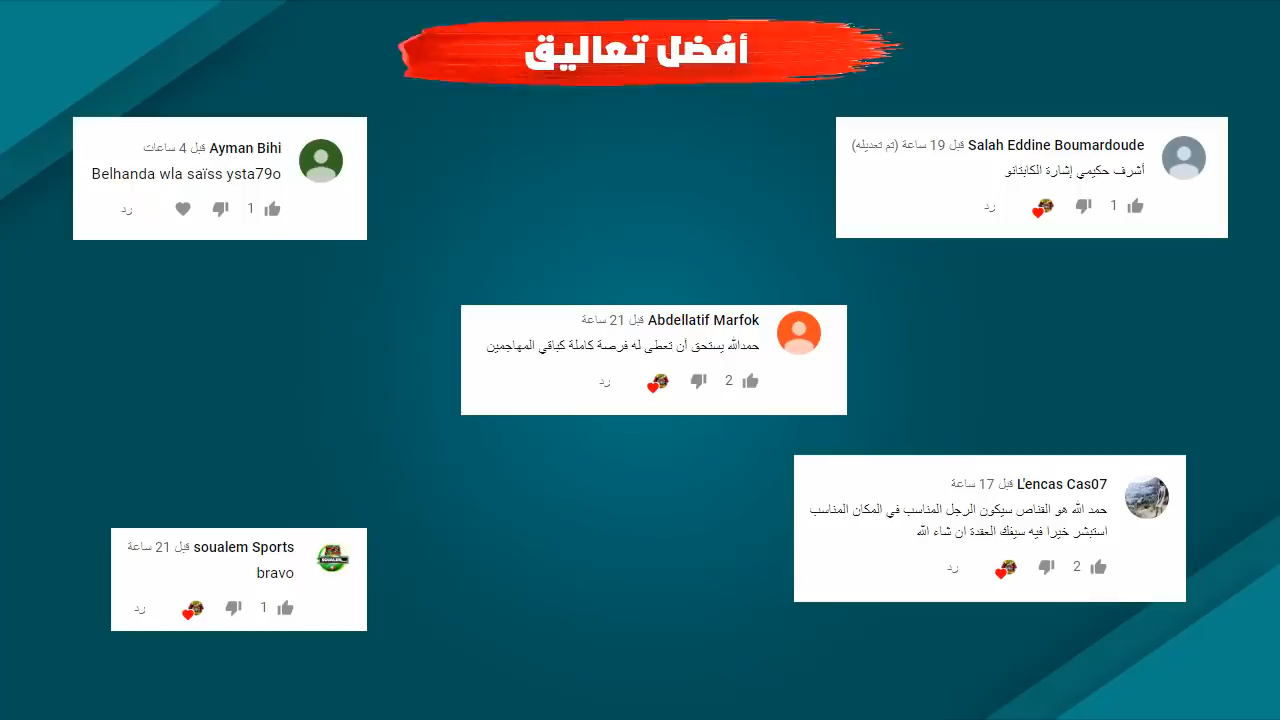 أفضل تعاليق
Salah Eddine Boumardoude قبل 19 ساعة (تم تعديله)
أشرف حكيمي إشارة الكابتانو
1
رد
Ayman Bihi قبل 4 ساعات
Belhanda wla saïss ysta79o
1
رد
Abdellatif Marfok قبل 21 ساعة
حمدالله يستحق أن تعطى له فرصة كاملة كباقي المهاجمين
2
رد
L'encas Cas07 قبل 17 ساعة
حمد الله هو القناص سيكون الرجل المناسب في المكان المناسب
استبشر خيرا فيه سيفك العقدة ان شاء الله
2
رد
soualem Sports قبل 21 ساعة
bravo
1
رد